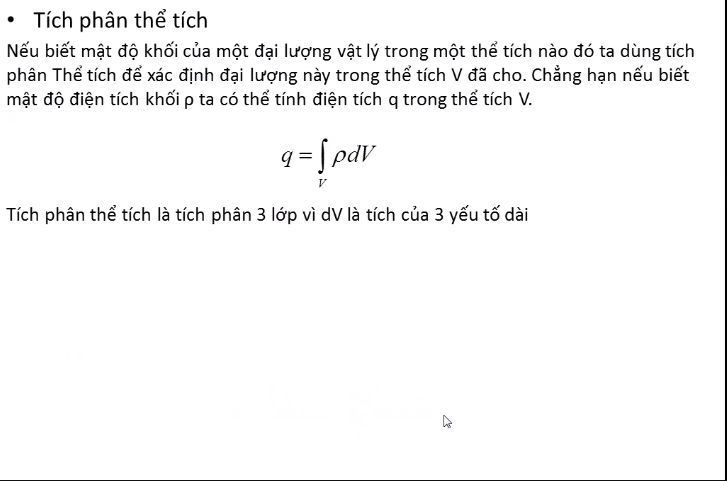 • Tích phân thể tích
Nếu biết mật độ khối của một đại lượng vật lý trong một thể tích nào đó ta dùng tích
phân Thể tích để xác định đại lượng này trong thể tích V đã cho. Chẳng hạn nếu biết
mật độ điện tích khối ρ ta có thể tính điện tích q trong thể tích V.
q = ∫ ρdV
V
Tích phân thể tích là tích phân 3 lớp vì dV là tích của 3 yếu tố dài